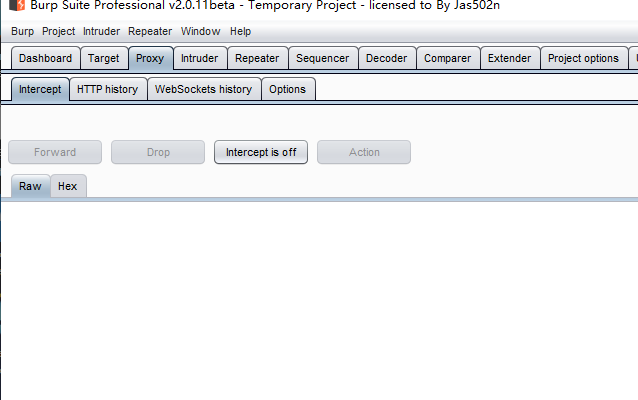 Burp Suite Professional v2.0.11beta - Temporary Project - licensed to By Jas502n
Burp Project Intruder Repeater Window Help
Dashboard Target Proxy Intruder Repeater Sequencer Decoder Comparer Extender Project options
Intercept HTTP history WebSockets history Options
Forward Drop Intercept is off Action
Raw Hex